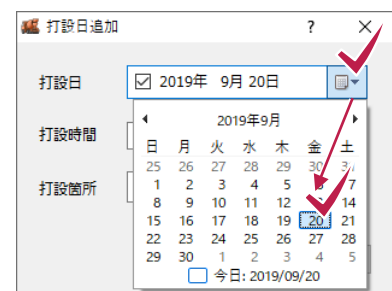 打設日追加 ? ×
打設日 2019年 9月 20日
2019年9月
打設時間
日 月 火 水 木 金 土
25 26 27 28 29 30 31
打設箇所
1 2 3 4 5 6 7
8 9 10 11 12 14
15 16 17 18 19 20 21
22 23 24 25 26 27 28
29 30 1 2 3 4 5
今日: 2019/09/20